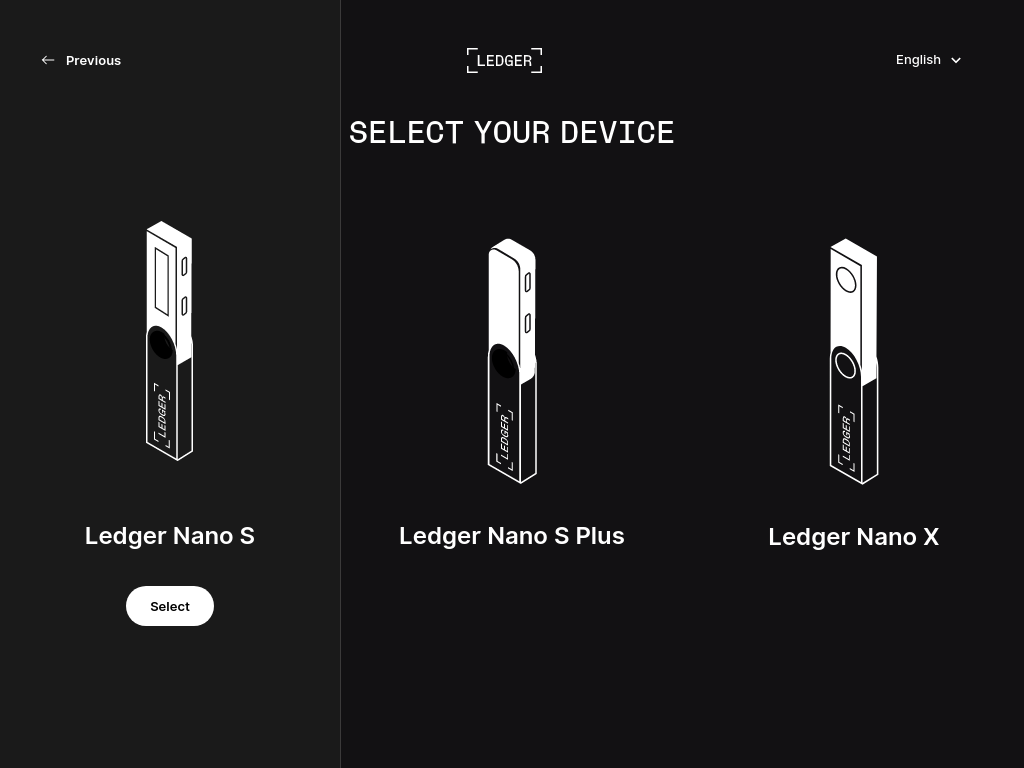 Previous
LEDGER
English
SELECT YOUR DEVICE
LEDGER
LEDGER
LEDGER
Ledger Nano S
Ledger Nano S Plus
Ledger Nano X
Select